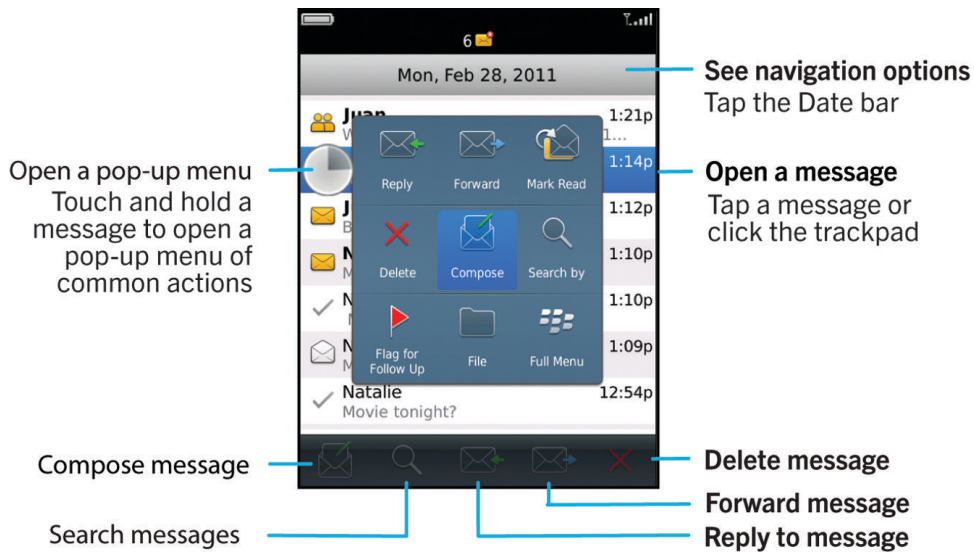 6
Mon, Feb 28, 2011
See navigation options
Tap the Date bar
Juan 1:21p
W 1...
Reply Forward Mark Read
1:14p
Open a pop-up menu
Touch and hold a
message to open a
pop-up menu of
common actions
Open a message
Tap a message or
click the trackpad
J 1:12p
B
Delete Compose Search by
N 1:10p
M
N 1:10p
Flag for
Follow Up
File Full Menu
N 1:09p
M
Natalie 12:54p
Movie tonight?
Compose message
Search messages
Delete message
Forward message
Reply to message